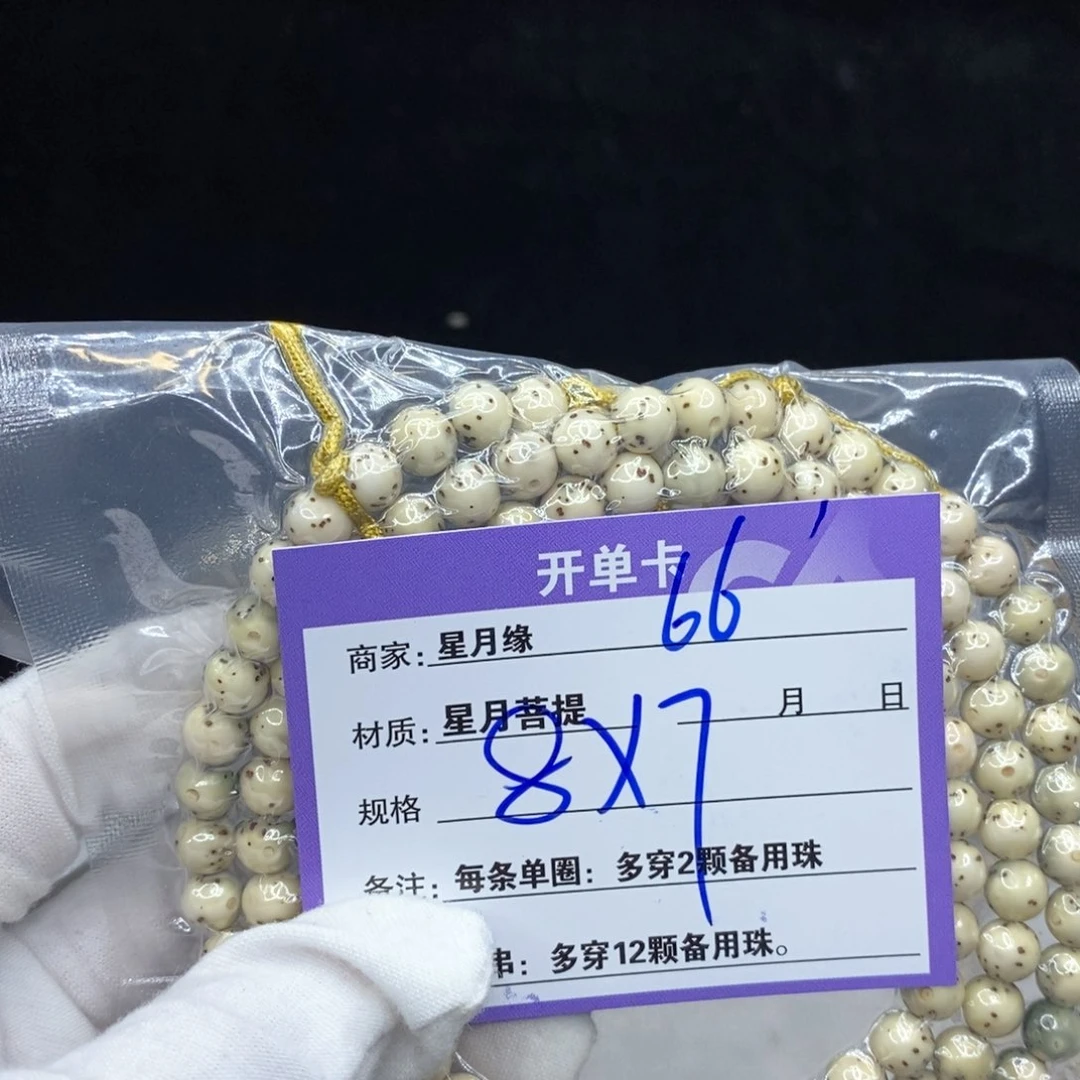 开单卡
66'
商家：星月缘
材质：星月菩提 月 日
规格 8X7
备注：每条单圈：多穿2颗备用珠
串：多穿12颗备用珠。